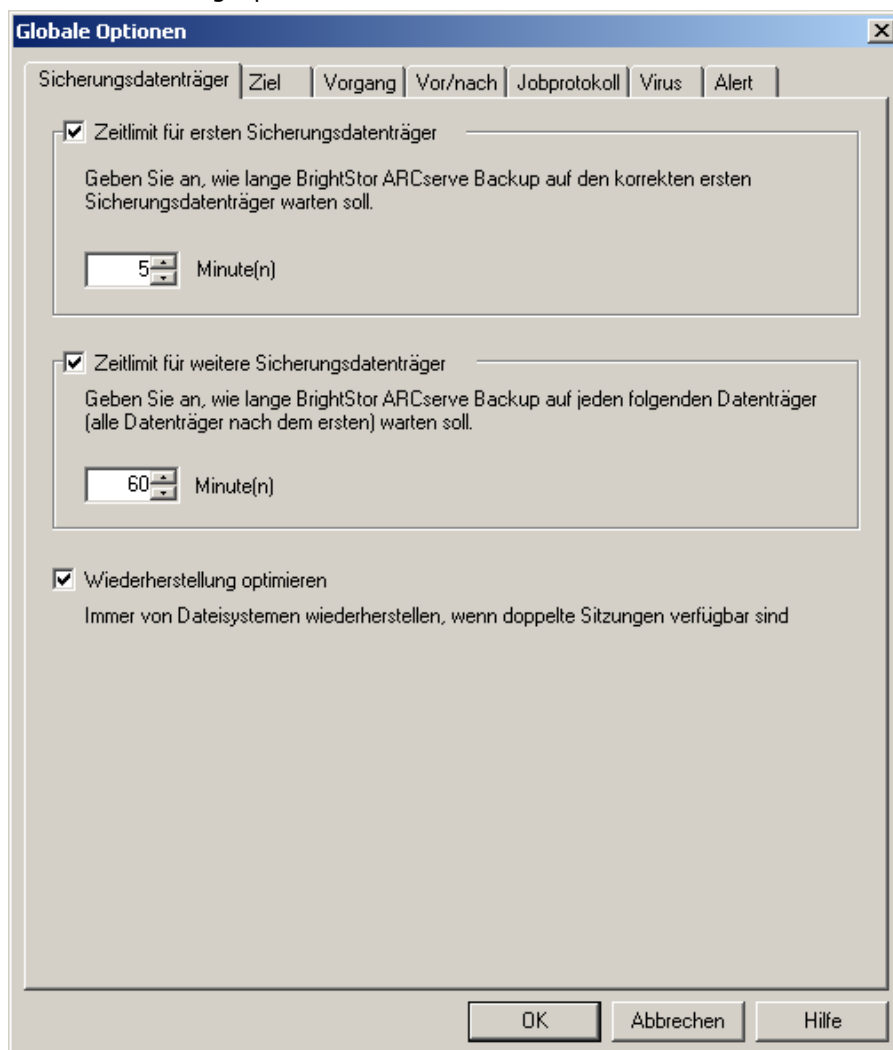 Globale Optionen
Sicherungsdatenträger Ziel Vorgang Vor/nach Jobprotokoll Virus Alert
Zeitlimit für ersten Sicherungsdatenträger
Geben Sie an, wie lange BrightStor ARCserve Backup auf den korrekten ersten
Sicherungsdatenträger warten soll.
5 Minute(n)
Zeitlimit für weitere Sicherungsdatenträger
Geben Sie an, wie lange BrightStor ARCserve Backup auf jeden folgenden Datenträger
(alle Datenträger nach dem ersten) warten soll.
60 Minute(n)
Wiederherstellung optimieren
Immer von Dateisystemen wiederherstellen, wenn doppelte Sitzungen verfügbar sind
OK Abbrechen Hilfe